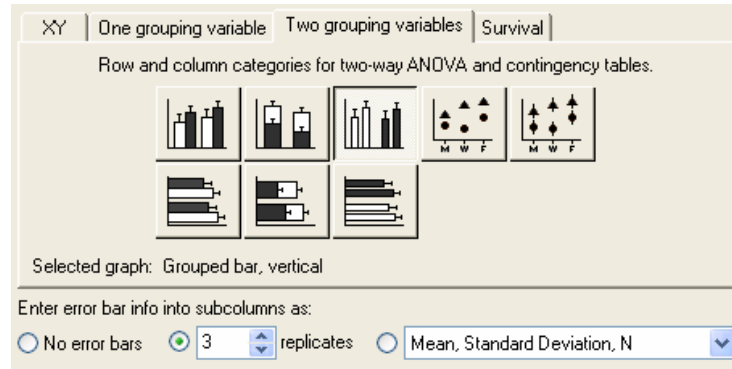 XY One grouping variable Two grouping variables Survival
Row and column categories for two-way ANOVA and contingency tables.
M W F M W F
Selected graph: Grouped bar, vertical
Enter error bar info into subcolumns as:
No error bars 3 replicates Mean, Standard Deviation, N